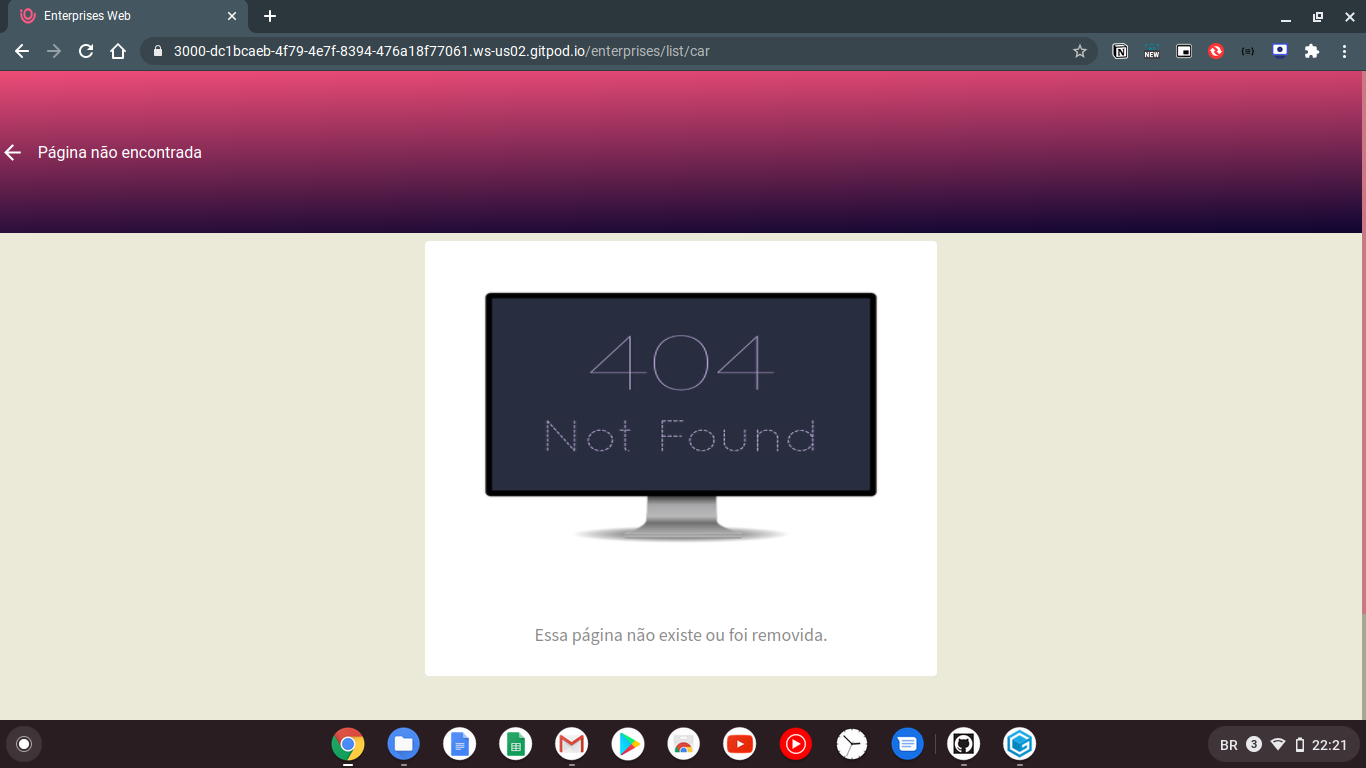 Enterprises Web
3000-dc1bcaeb-4f79-4e7f-8394-476a18f77061.ws-us02.gitpod.io/enterprises/list/car
NEW
Página não encontrada
404
Not Found
Essa página não existe ou foi removida.
BR 3 22:21